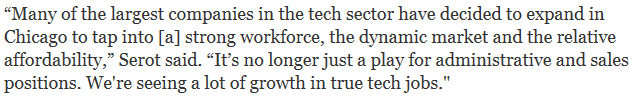 “Many of the largest companies in the tech sector have decided to expand in
Chicago to tap into [a] strong workforce, the dynamic market and the relative
affordability,” Serot said. “It’s no longer just a play for administrative and sales
positions. We're seeing a lot of growth in true tech jobs."